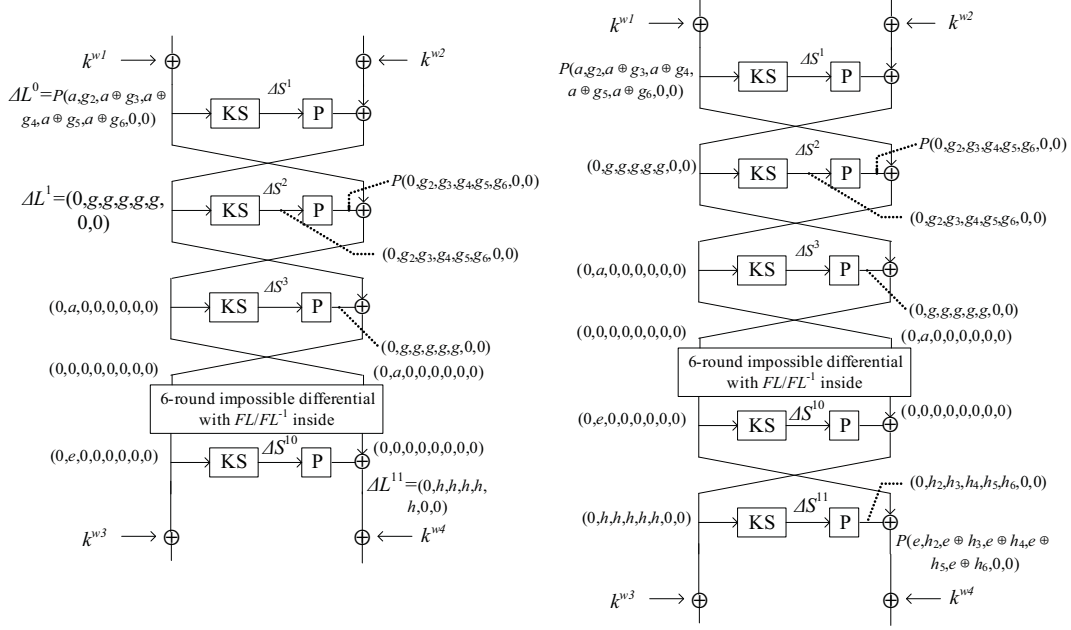 k^{w1}
k^{w2}
ΔL^0=P(a,g_2,a⊕g_3,a⊕
g_4,a⊕g_5,a⊕g_6,0,0)
ΔS^1
KS
P
ΔL^1=(0,g,g,g,g,g,
0,0)
ΔS^2
KS
P
P(0,g_2,g_3,g_4,g_5,g_6,0,0)
(0,g_2,g_3,g_4,g_5,g_6,0,0)
(0,a,0,0,0,0,0,0)
ΔS^3
KS
P
(0,g,g,g,g,g,0,0)
(0,0,0,0,0,0,0,0)
(0,a,0,0,0,0,0,0)
6-round impossible differential
with FL/FL^{-1} inside
(0,e,0,0,0,0,0,0)
ΔS^{10}
KS
P
(0,0,0,0,0,0,0,0)
ΔL^{11}=(0,h,h,h,h,
h,0,0)
k^{w3}
k^{w4}
k^{w1}
k^{w2}
P(a,g_2,a⊕g_3,a⊕g_4,
a⊕g_5,a⊕g_6,0,0)
ΔS^1
KS
P
(0,g,g,g,g,g,0,0)
ΔS^2
KS
P
P(0,g_2,g_3,g_4,g_5,g_6,0,0)
(0,g_2,g_3,g_4,g_5,g_6,0,0)
(0,a,0,0,0,0,0,0)
ΔS^3
KS
P
(0,g,g,g,g,g,0,0)
(0,0,0,0,0,0,0,0)
(0,a,0,0,0,0,0,0)
6-round impossible differential
with FL/FL^{-1} inside
(0,e,0,0,0,0,0,0)
ΔS^{10}
KS
P
(0,0,0,0,0,0,0,0)
(0,h,h,h,h,h,0,0)
ΔS^{11}
KS
P
(0,h_2,h_3,h_4,h_5,h_6,0,0)
P(e,h_2,e⊕h_3,e⊕h_4,e⊕
h_5,e⊕h_6,0,0)
k^{w3}
k^{w4}